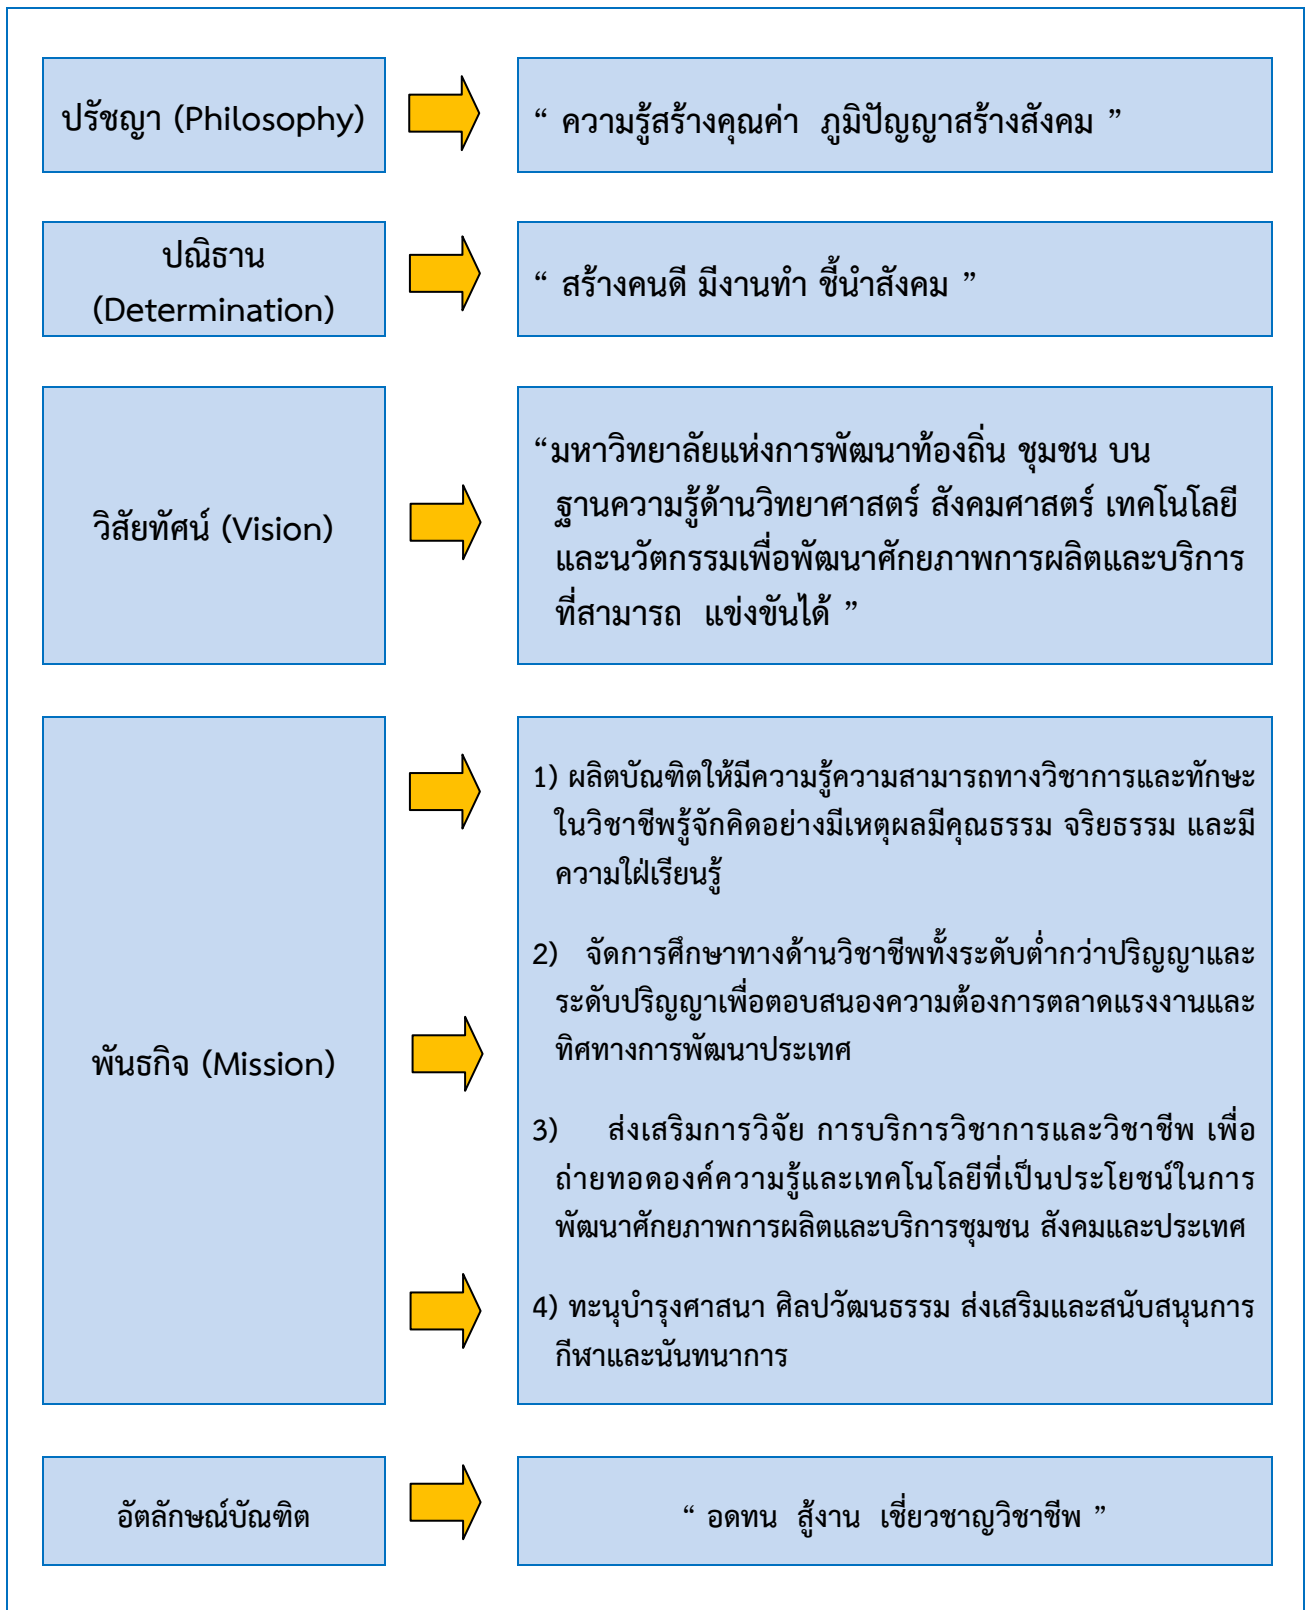 ปรัชญา (Philosophy)
“ ความรู้สร้างคุณค่า ภูมิปัญญาสร้างสังคม ”
ปณิธาน
(Determination)
“ สร้างคนดี มีงานทำ ชี้นำสังคม ”
วิสัยทัศน์ (Vision)
“มหาวิทยาลัยแห่งการพัฒนาท้องถิ่น ชุมชน บน
ฐานความรู้ด้านวิทยาศาสตร์ สังคมศาสตร์ เทคโนโลยี
และนวัตกรรมเพื่อพัฒนาศักยภาพการผลิตและบริการ
ที่สามารถ แข่งขันได้ ”
พันธกิจ (Mission)
1) ผลิตบัณฑิตให้มีความรู้ความสามารถทางวิชาการและทักษะ
ในวิชาชีพรู้จักคิดอย่างมีเหตุผลมีคุณธรรม จริยธรรม และมี
ความใฝ่เรียนรู้
2) จัดการศึกษาทางด้านวิชาชีพทั้งระดับต่ำกว่าปริญญาและ
ระดับปริญญาเพื่อตอบสนองความต้องการตลาดแรงงานและ
ทิศทางการพัฒนาประเทศ
3) ส่งเสริมการวิจัย การบริการวิชาการและวิชาชีพ เพื่อ
ถ่ายทอดองค์ความรู้และเทคโนโลยีที่เป็นประโยชน์ในการ
พัฒนาศักยภาพการผลิตและบริการชุมชน สังคมและประเทศ
4) ทะนุบำรุงศาสนา ศิลปวัฒนธรรม ส่งเสริมและสนับสนุนการ
กีฬาและนันทนาการ
อัตลักษณ์บัณฑิต
“ อดทน สู้งาน เชี่ยวชาญวิชาชีพ ”